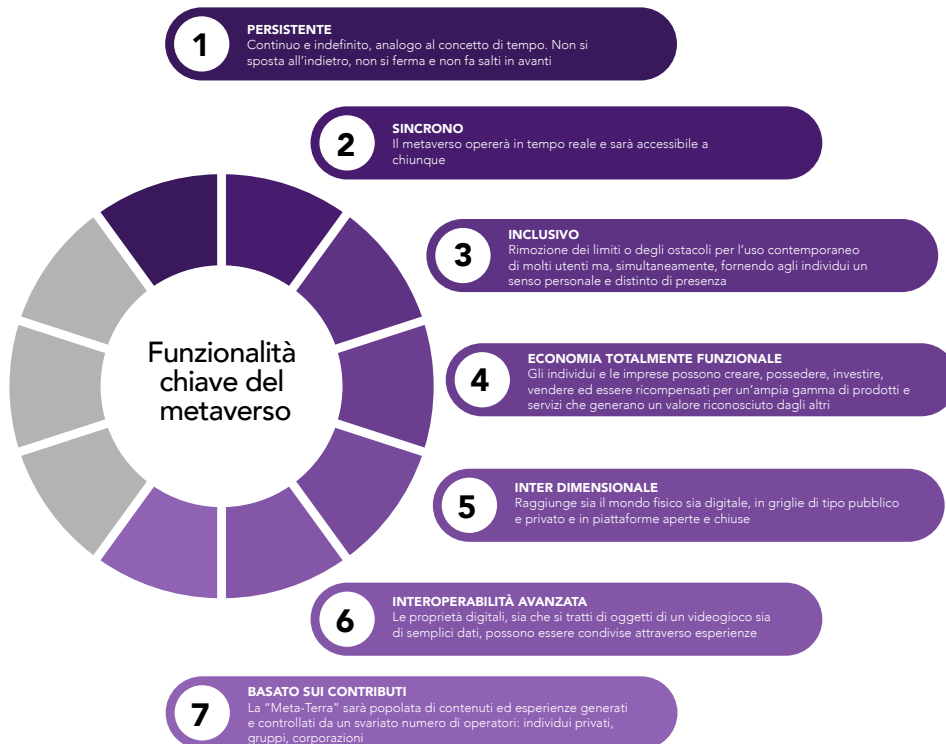 1
PERSISTENTE
Continuo e indefinito, analogo al concetto di tempo. Non si
sposta all'indietro, non si ferma e non fa salti in avanti
2
SINCRONO
Il metaverso opererà in tempo reale e sarà accessibile a
chiunque
3
INCLUSIVO
Rimozione dei limiti o degli ostacoli per l'uso contemporaneo
di molti utenti ma, simultaneamente, fornendo agli individui un
senso personale e distinto di presenza
Funzionalità
chiave del
metaverso
4
ECONOMIA TOTALMENTE FUNZIONALE
Gli individui e le imprese possono creare, possedere, investire,
vendere ed essere ricompensati per un'ampia gamma di prodotti e
servizi che generano un valore riconosciuto dagli altri
5
INTER DIMENSIONALE
Raggiunge sia il mondo fisico sia digitale, in griglie di tipo pubblico
e privato e in piattaforme aperte e chiuse
6
INTEROPERABILITÀ AVANZATA
Le proprietà digitali, sia che si tratti di oggetti di un videogioco sia
di semplici dati, possono essere condivise attraverso esperienze
7
BASATO SUI CONTRIBUTI
La "Meta-Terra" sarà popolata di contenuti ed esperienze generati
e controllati da un svariato numero di operatori: individui privati,
gruppi, corporazioni